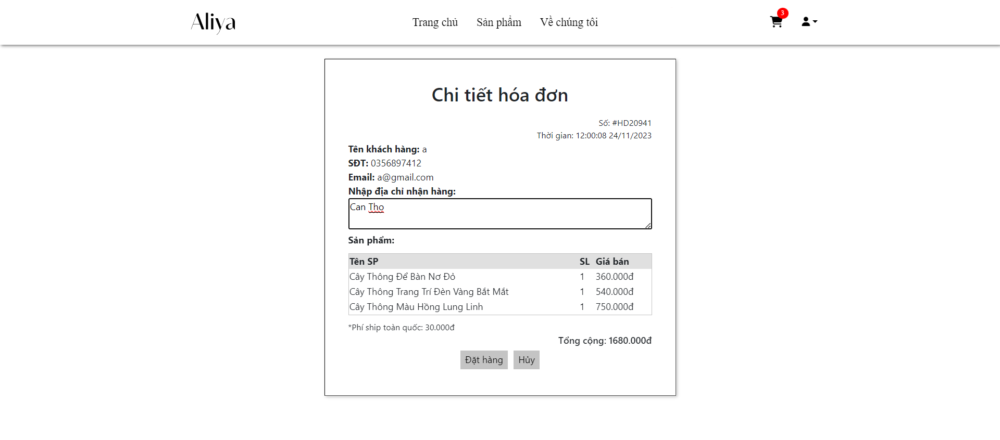 Aliya
Trang chủ Sản phẩm Về chúng tôi
3
Chi tiết hóa đơn
Số: #HD20941
Thời gian: 12:00:08 24/11/2023
Tên khách hàng: a
SĐT: 0356897412
Email: a@gmail.com
Nhập địa chỉ nhận hàng:
Can Tho
Sản phẩm:
Tên SP SL Giá bán
Cây Thông Để Bàn Nơ Đỏ 1 360.000đ
Cây Thông Trang Trí Đèn Vàng Bắt Mắt 1 540.000đ
Cây Thông Màu Hồng Lung Linh 1 750.000đ
*Phí ship toàn quốc: 30.000đ
Tổng cộng: 1680.000đ
Đặt hàng Hủy